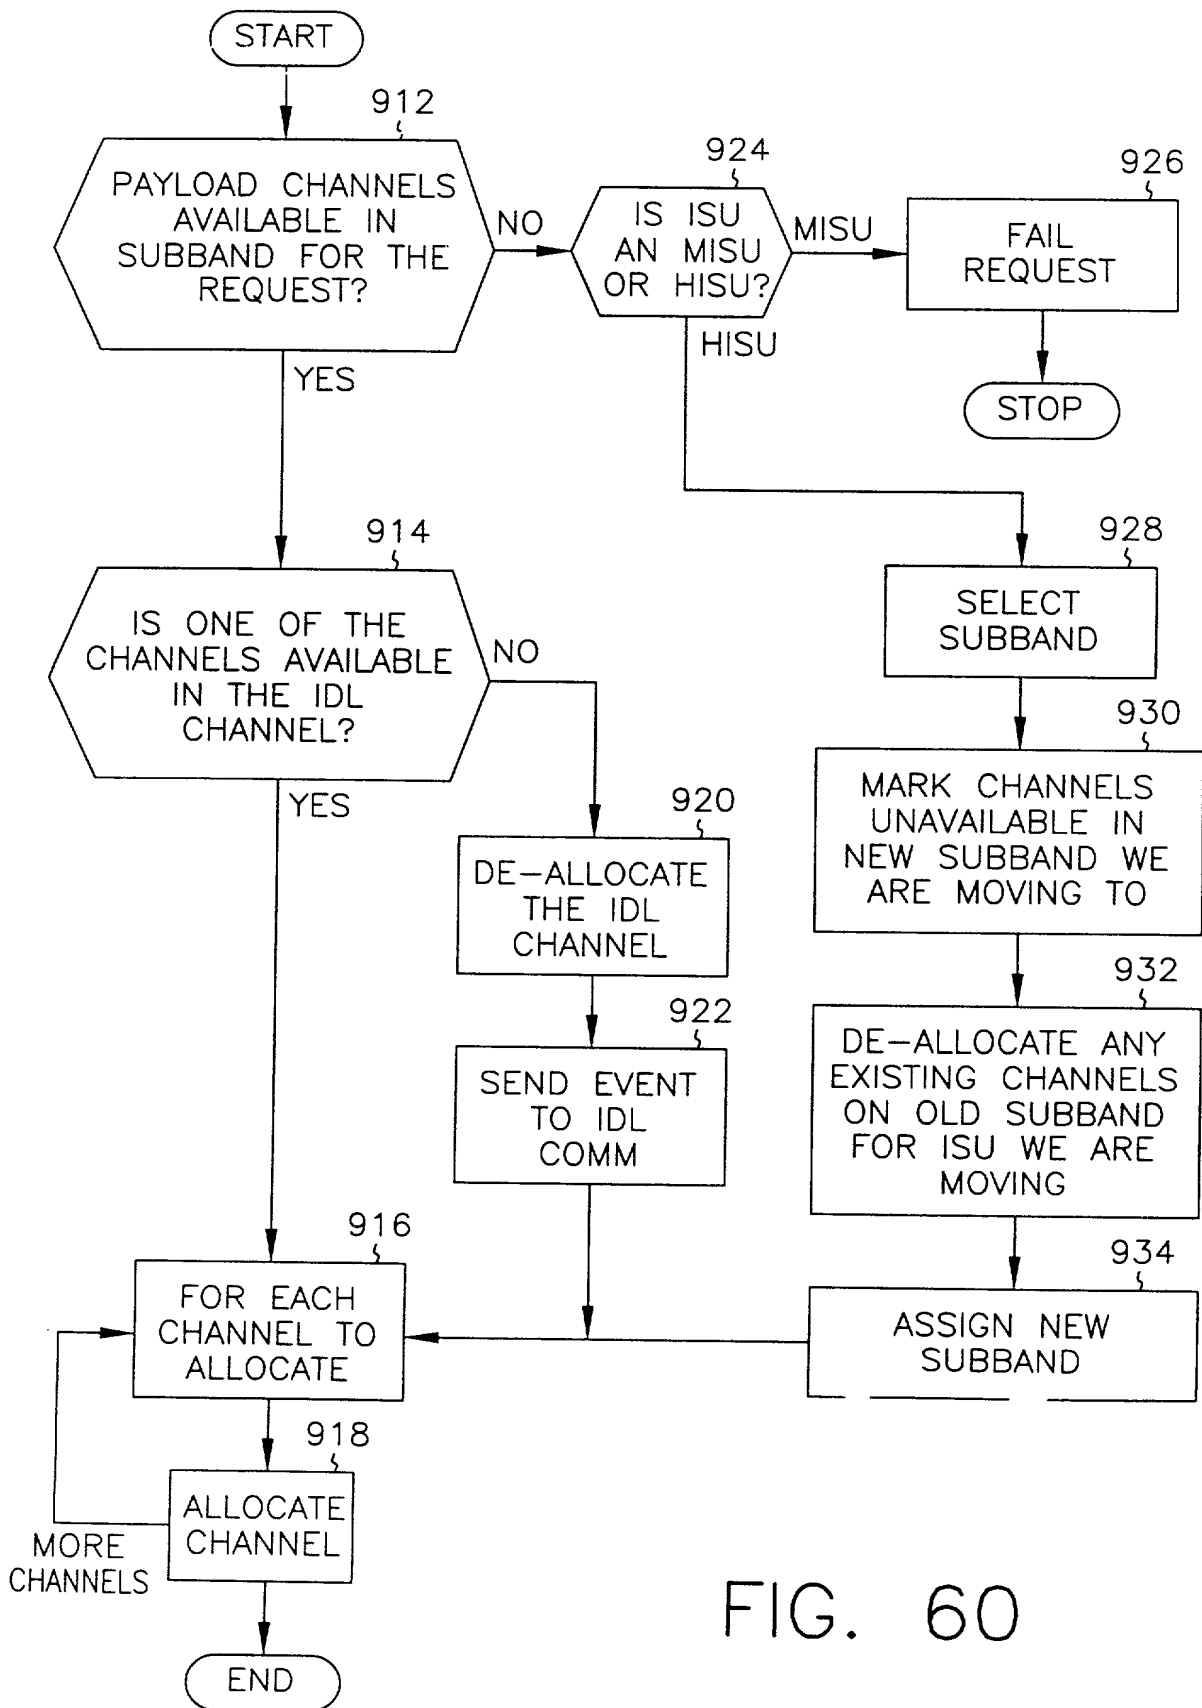 START
912
PAYLOAD CHANNELS
AVAILABLE IN
SUBBAND FOR THE
REQUEST?
NO
YES
924
IS ISU
AN MISU
OR HISU?
MISU
HISU
926
FAIL
REQUEST
STOP
914
IS ONE OF THE
CHANNELS AVAILABLE
IN THE IDL
CHANNEL?
NO
YES
928
SELECT
SUBBAND
930
MARK CHANNELS
UNAVAILABLE IN
NEW SUBBAND WE
ARE MOVING TO
920
DE-ALLOCATE
THE IDL
CHANNEL
922
SEND EVENT
TO IDL
COMM
932
DE-ALLOCATE ANY
EXISTING CHANNELS
ON OLD SUBBAND
FOR ISU WE ARE
MOVING
934
ASSIGN NEW
SUBBAND
916
FOR EACH
CHANNEL TO
ALLOCATE
918
ALLOCATE
CHANNEL
MORE
CHANNELS
END
FIG. 60